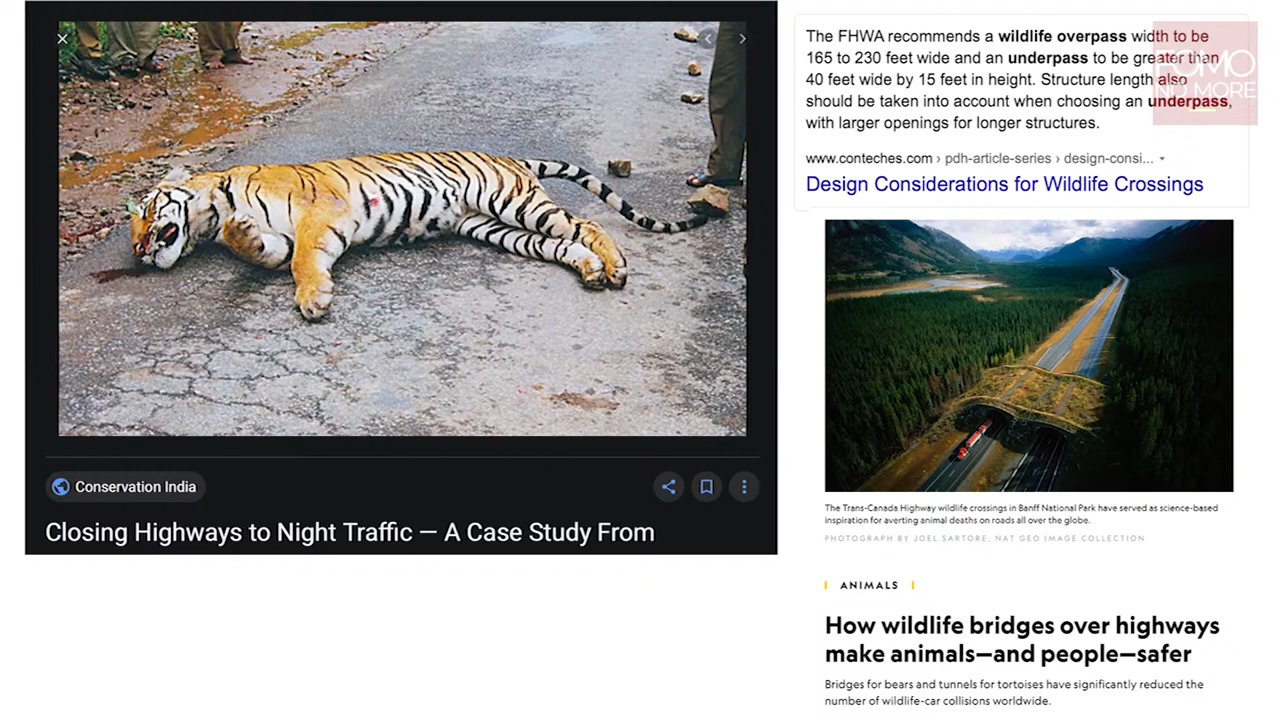 Conservation India
Closing Highways to Night Traffic — A Case Study From
The FHWA recommends a wildlife overpass width to be
165 to 230 feet wide and an underpass to be greater than
40 feet wide by 15 feet in height. Structure length also
should be taken into account when choosing an underpass,
with larger openings for longer structures.
www.conteches.com › pdh-article-series › design-consi...
Design Considerations for Wildlife Crossings
FOMO
NO MORE
The Trans-Canada Highway wildlife crossings in Banff National Park have served as science-based
inspiration for averting animal deaths on roads all over the globe.
PHOTOGRAPH BY JOEL SARTORE, NAT GEO IMAGE COLLECTION
ANIMALS
How wildlife bridges over highways
make animals—and people—safer
Bridges for bears and tunnels for tortoises have significantly reduced the
number of wildlife-car collisions worldwide.